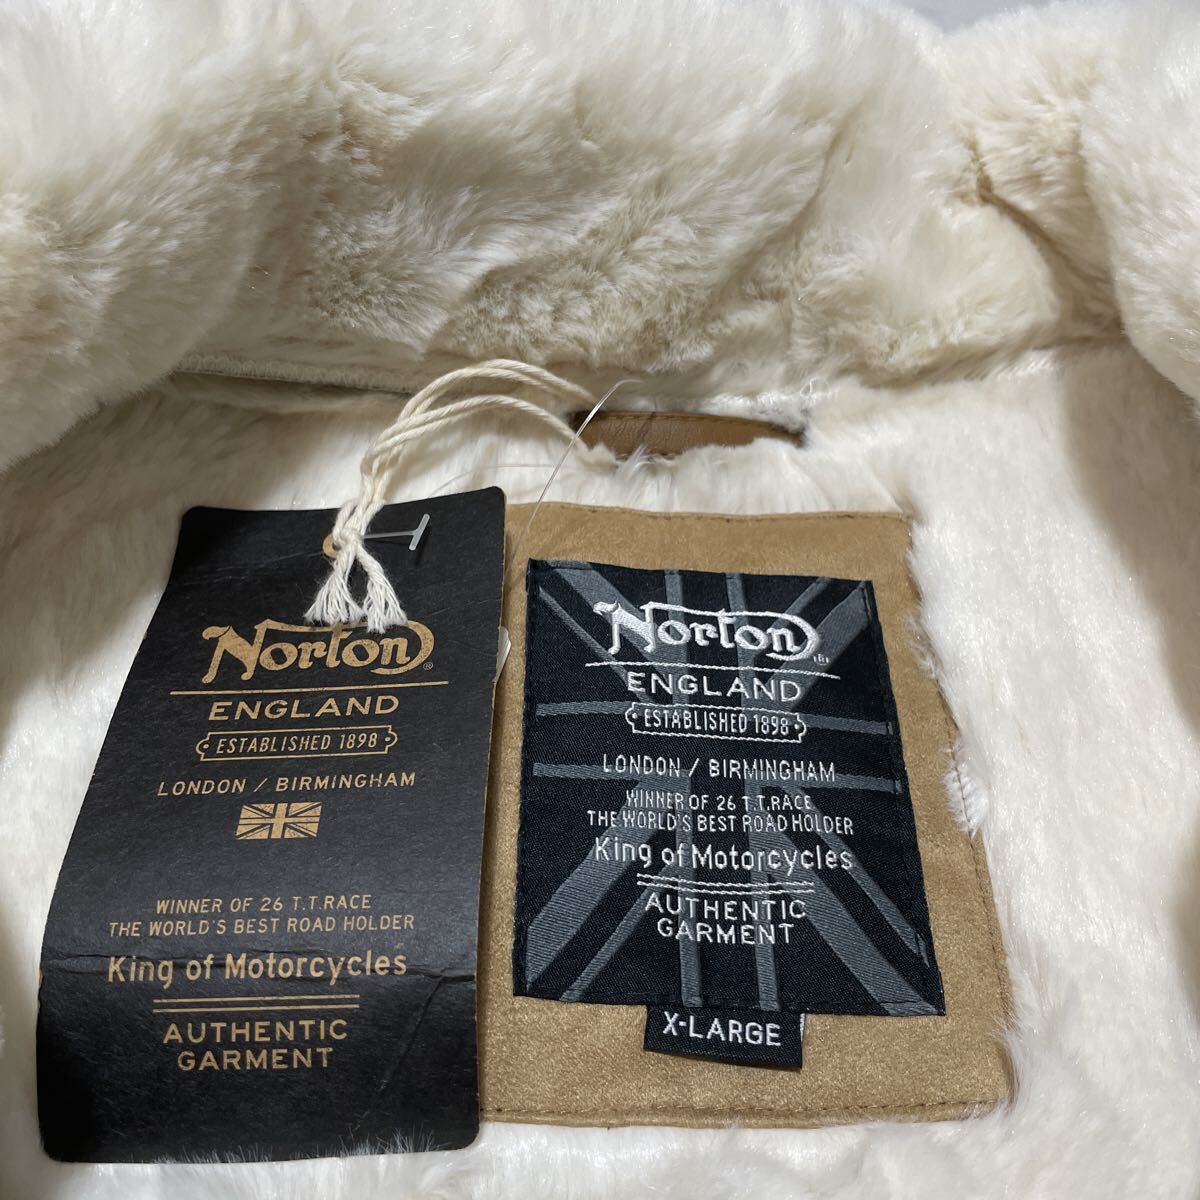 Norton®
ENGLAND
ESTABLISHED 1898
LONDON / BIRMINGHAM
WINNER OF 26 T.T.RACE
THE WORLD'S BEST ROAD HOLDER
King of Motorcycles
AUTHENTIC
GARMENT
Norton®
ENGLAND
ESTABLISHED 1898
LONDON / BIRMINGHAM
WINNER OF 26 T.T.RACE
THE WORLD'S BEST ROAD HOLDER
King of Motorcycles
AUTHENTIC
GARMENT
X-LARGE